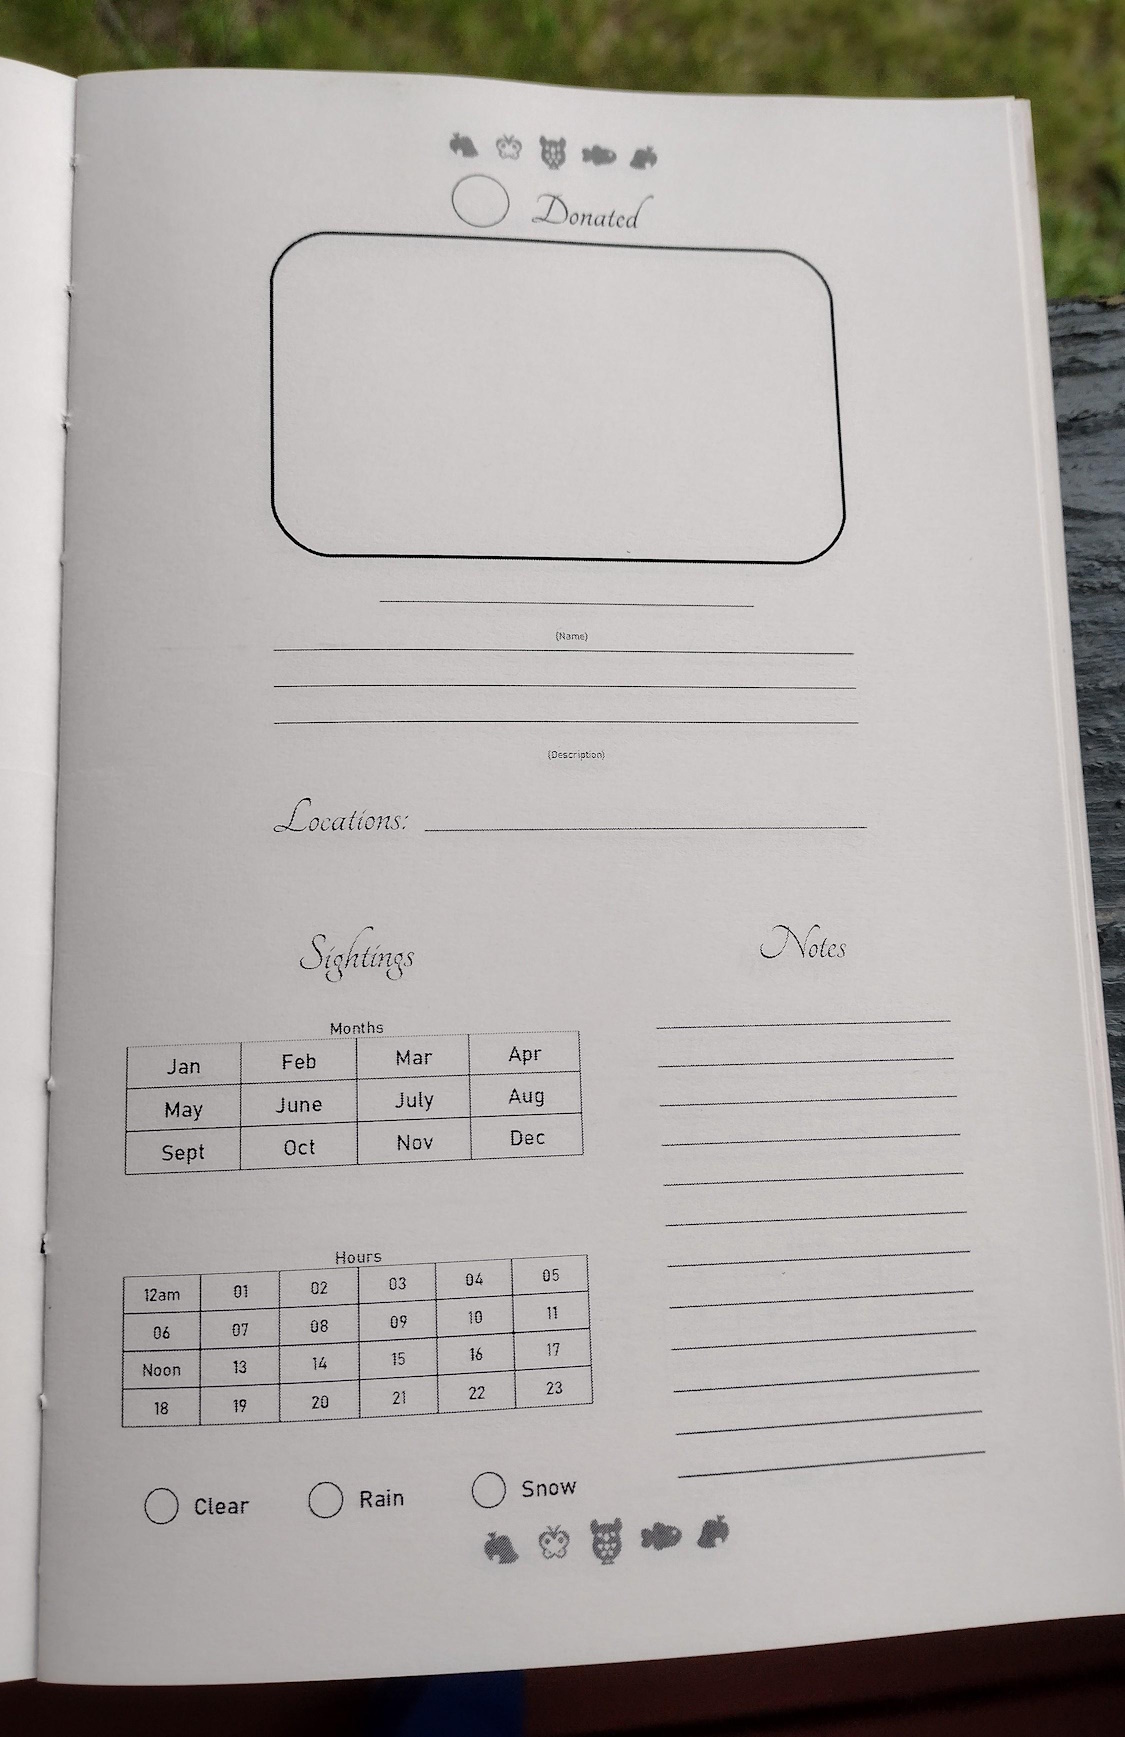 Donated
(Name)
(Description)
Locations:
Sightings
Months
Jan Feb Mar Apr
May June July Aug
Sept Oct Nov Dec
Hours
12am 01 02 03 04 05
06 07 08 09 10 11
Noon 13 14 15 16 17
18 19 20 21 22 23
Clear Rain Snow
Notes